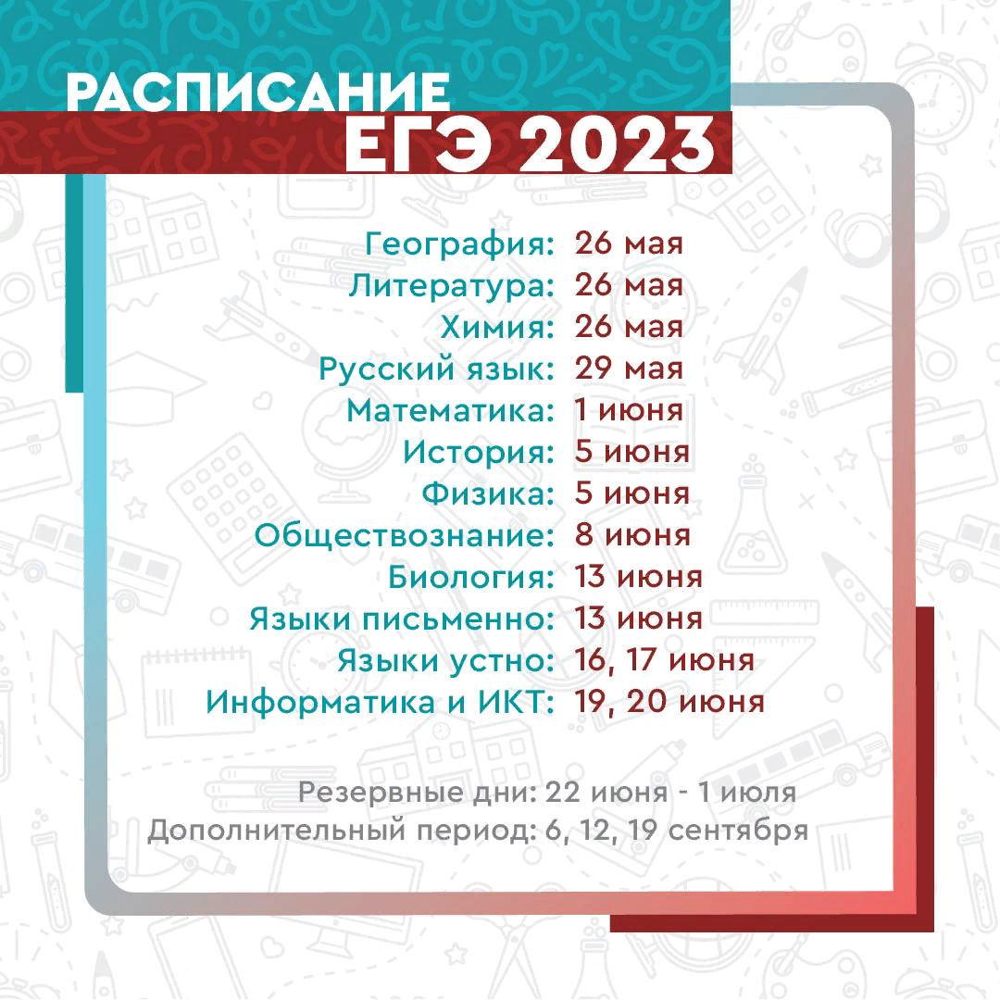 РАСПИСАНИЕ
ЕГЭ 2023
География: 26 мая
Литература: 26 мая
Химия: 26 мая
Русский язык: 29 мая
Математика: 1 июня
История: 5 июня
Физика: 5 июня
Обществознание: 8 июня
Биология: 13 июня
Языки письменно: 13 июня
Языки устно: 16, 17 июня
Информатика и ИКТ: 19, 20 июня
Резервные дни: 22 июня - 1 июля
Дополнительный период: 6, 12, 19 сентября